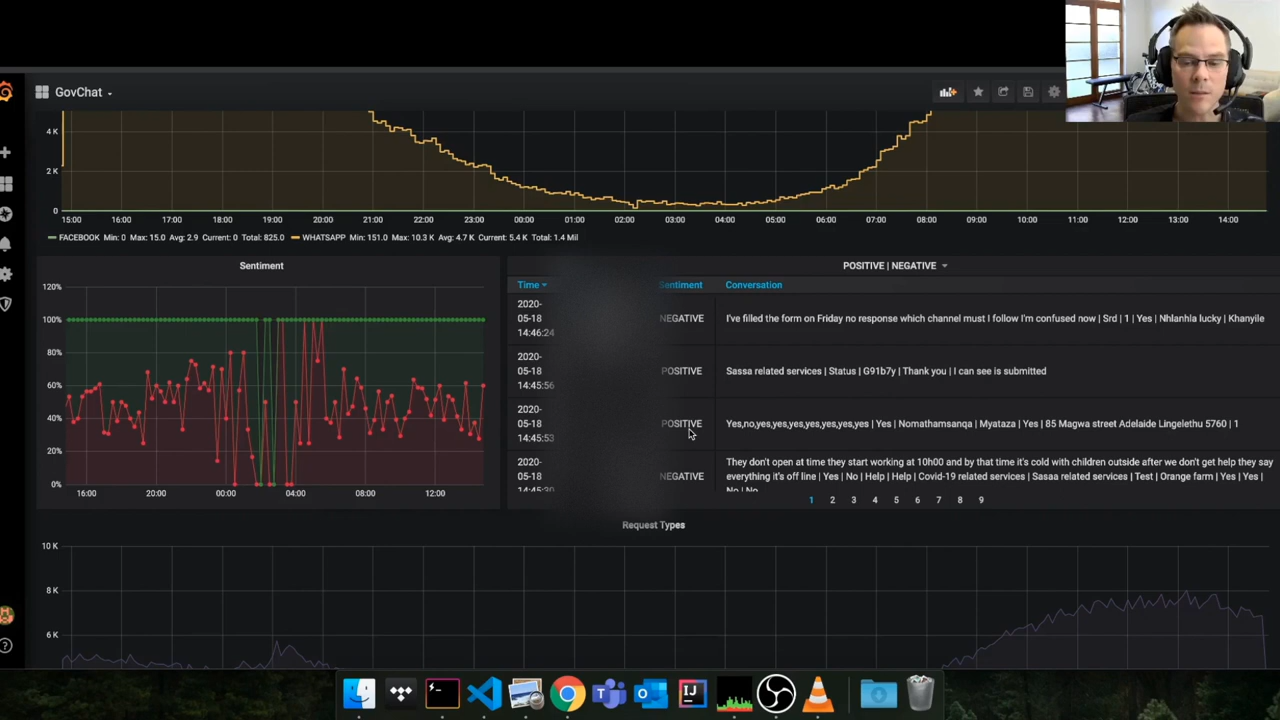 GovChat
4 K
2 K
0
15:00 16:00 17:00 18:00 19:00 20:00 21:00 22:00 23:00 00:00 01:00 02:00 03:00 04:00 05:00 06:00 07:00 08:00 09:00 10:00 11:00 12:00 13:00 14:00
FACEBOOK Min: 0 Max: 15.0 Avg: 2.9 Current: 0 Total: 825.0 WHATSAPP Min: 151.0 Max: 10.3 K Avg: 4.7 K Current: 5.4 K Total: 1.4 Mil
Sentiment
120%
100%
80%
60%
40%
20%
0%
16:00 20:00 00:00 04:00 08:00 12:00
POSITIVE | NEGATIVE
Time Sentiment Conversation
2020-
05-18
14:46:24
NEGATIVE
I've filled the form on Friday no response which channel must I follow I'm confused now | Srd | 1 | Yes | Nhlanhla lucky | Khanyile
2020-
05-18
14:45:56
POSITIVE
Sassa related services | Status | G91b7y | Thank you | I can see is submitted
2020-
05-18
14:45:53
POSITIVE
Yes,no,yes,yes,yes,yes,yes,yes,yes | Yes | Nomathamsanqa | Myataza | Yes | 85 Magwa street Adelaide Lingelethu 5760 | 1
2020-
05-18
14:45:30
NEGATIVE
They don't open at time they start working at 10h00 and by that time it's cold with children outside after we don't get help they say
everything it's off line | Yes | No | Help | Help | Covid-19 related services | Sassa related services | Test | Orange farm | Yes | Yes |
No | No
1 2 3 4 5 6 7 8 9
Request Types
10 K
8 K
6 K